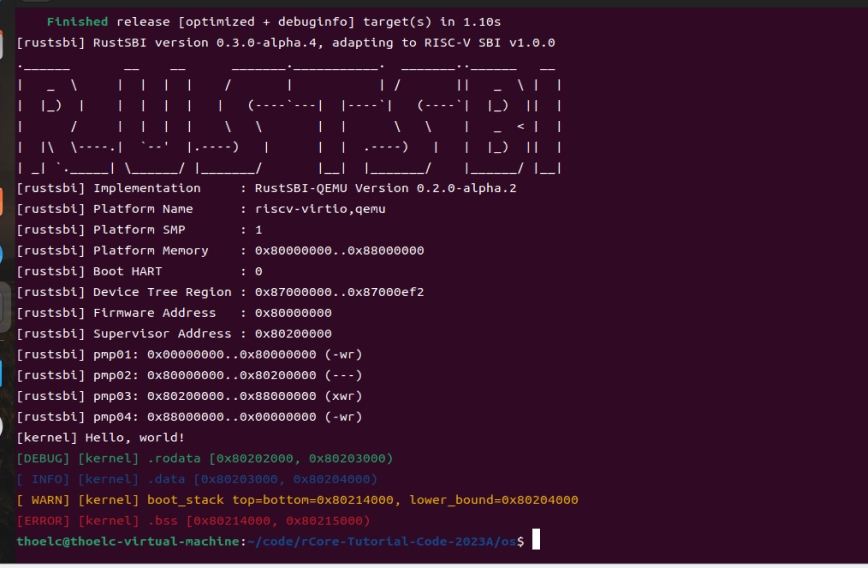 Finished release [optimized + debuginfo] target(s) in 1.10s
[rustsbi] RustSBI version 0.3.0-alpha.4, adapting to RISC-V SBI v1.0.0
.______       __    __      _______.___________.  _______..______   __
|   _  \     |  |  |  |    /       |           | /       ||   _  \ |  |
|  |_)  |    |  |  |  |   |   (----`---|  |----`|   (----`|  |_)  ||  |
|      /     |  |  |  |    \   \       |  |      \   \    |   _  < |  |
|  |\  \----.|  `--'  |.----)   |      |  |  .----)   |   |  |_)  ||  |
| _| `._____| \______/ |_______/       |__|  |_______/    |______/ |__|
[rustsbi] Implementation     : RustSBI-QEMU Version 0.2.0-alpha.2
[rustsbi] Platform Name      : riscv-virtio,qemu
[rustsbi] Platform SMP       : 1
[rustsbi] Platform Memory    : 0x80000000..0x88000000
[rustsbi] Boot HART          : 0
[rustsbi] Device Tree Region : 0x87000000..0x87000ef2
[rustsbi] Firmware Address   : 0x80000000
[rustsbi] Supervisor Address : 0x80200000
[rustsbi] pmp01: 0x00000000..0x80000000 (-wr)
[rustsbi] pmp02: 0x80000000..0x80200000 (---)
[rustsbi] pmp03: 0x80200000..0x88000000 (xwr)
[rustsbi] pmp04: 0x88000000..0x00000000 (-wr)
[kernel] Hello, world!
[DEBUG] [kernel] .rodata [0x80202000, 0x80203000)
[ INFO] [kernel] .data [0x80203000, 0x80204000)
[ WARN] [kernel] boot_stack top=bottom=0x80214000, lower_bound=0x80204000
[ERROR] [kernel] .bss [0x80214000, 0x80215000)
thoelc@thoelc-virtual-machine:~/code/rCore-Tutorial-Code-2023A/os$